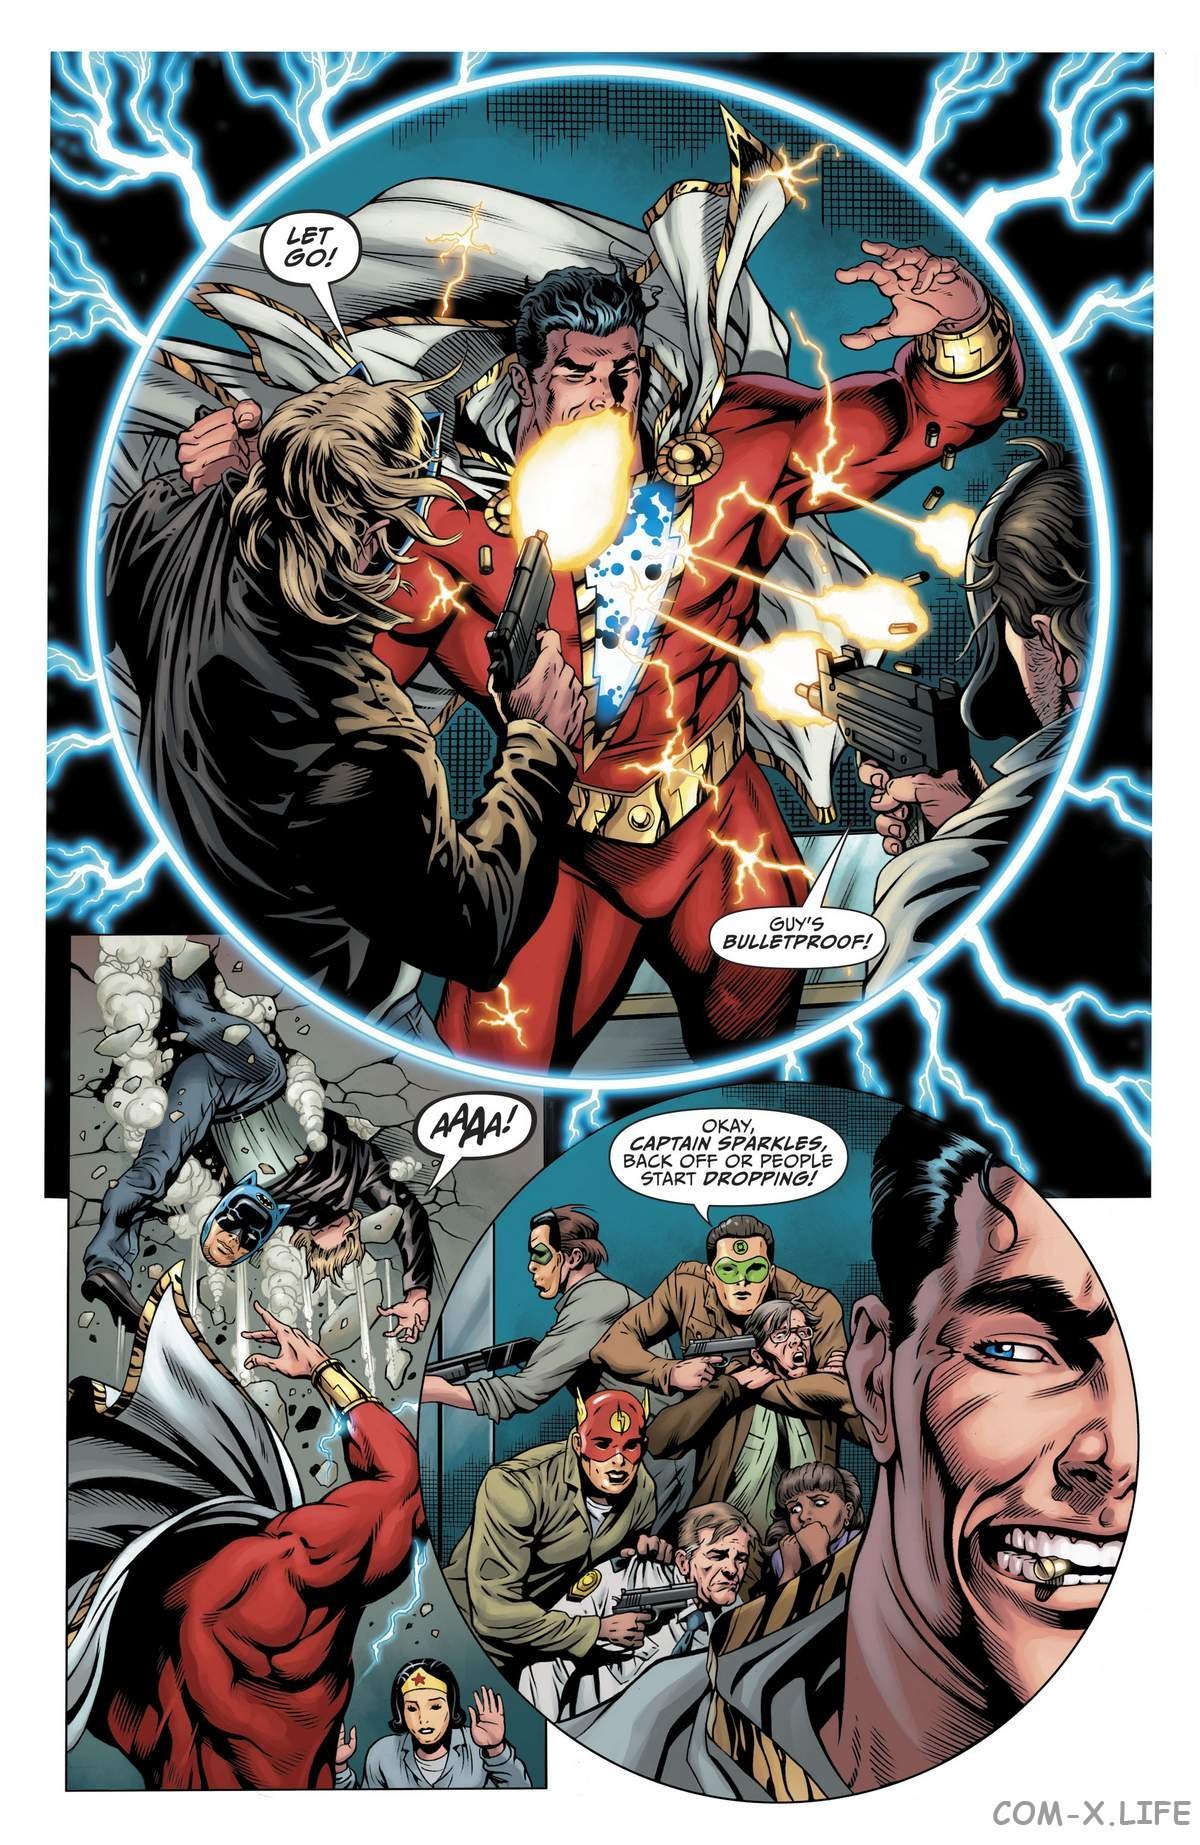 LET
GO!
GUY'S
BULLETPROOF!
AAAA!
OKAY,
CAPTAIN SPARKLES,
BACK OFF OR PEOPLE
START DROPPING!
COM-X.LIFE